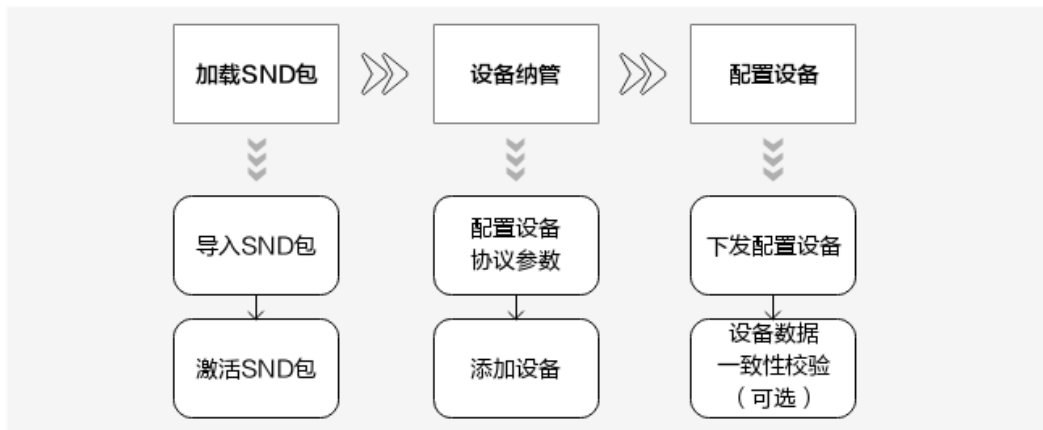 加载SND包
设备纳管
配置设备
导入SND包
配置设备
协议参数
下发配置设备
激活SND包
添加设备
设备数据
一致性校验
（可选）